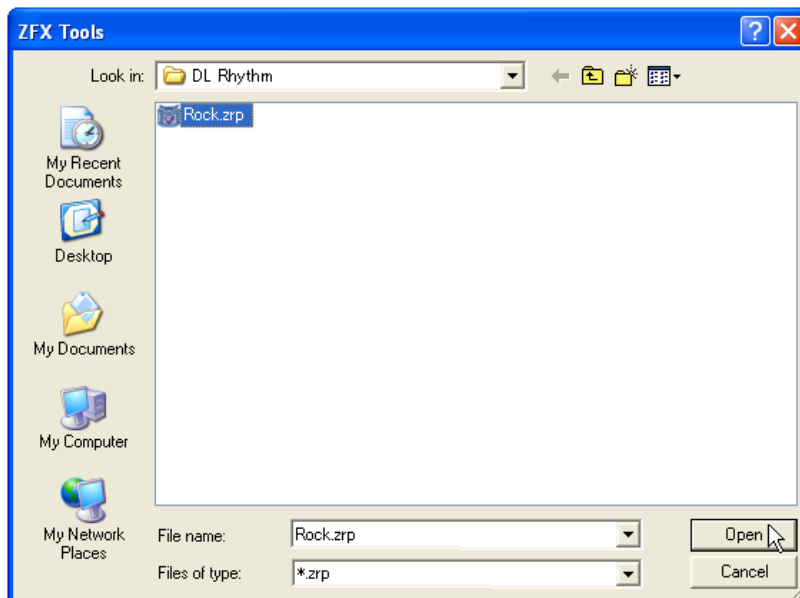 ZFX Tools
Look in: DL Rhythm
Rock.zrp
My Recent
Documents
Desktop
My Documents
My Computer
My Network
Places
File name: Rock.zrp Open
Files of type: *.zrp Cancel